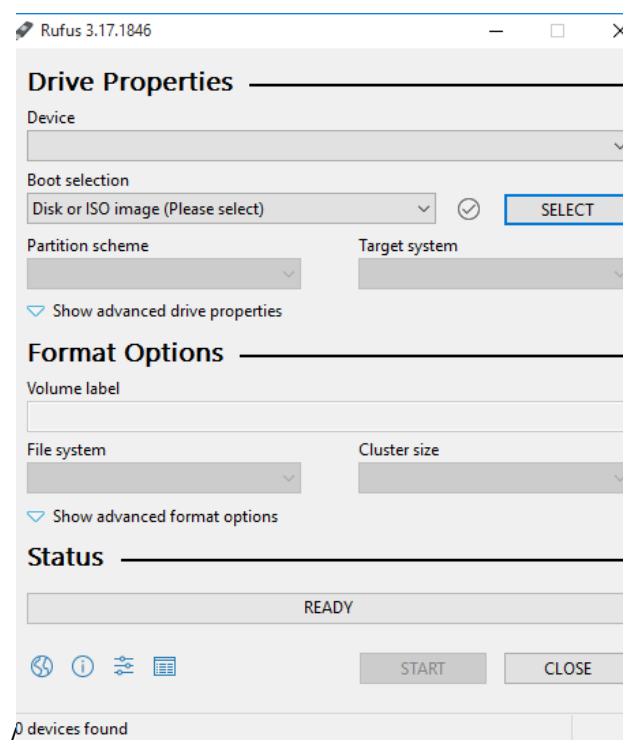 Rufus 3.17.1846
Drive Properties
Device
Boot selection
Disk or ISO image (Please select)
SELECT
Partition scheme
Target system
Show advanced drive properties
Format Options
Volume label
File system
Cluster size
Show advanced format options
Status
READY
START
CLOSE
0 devices found